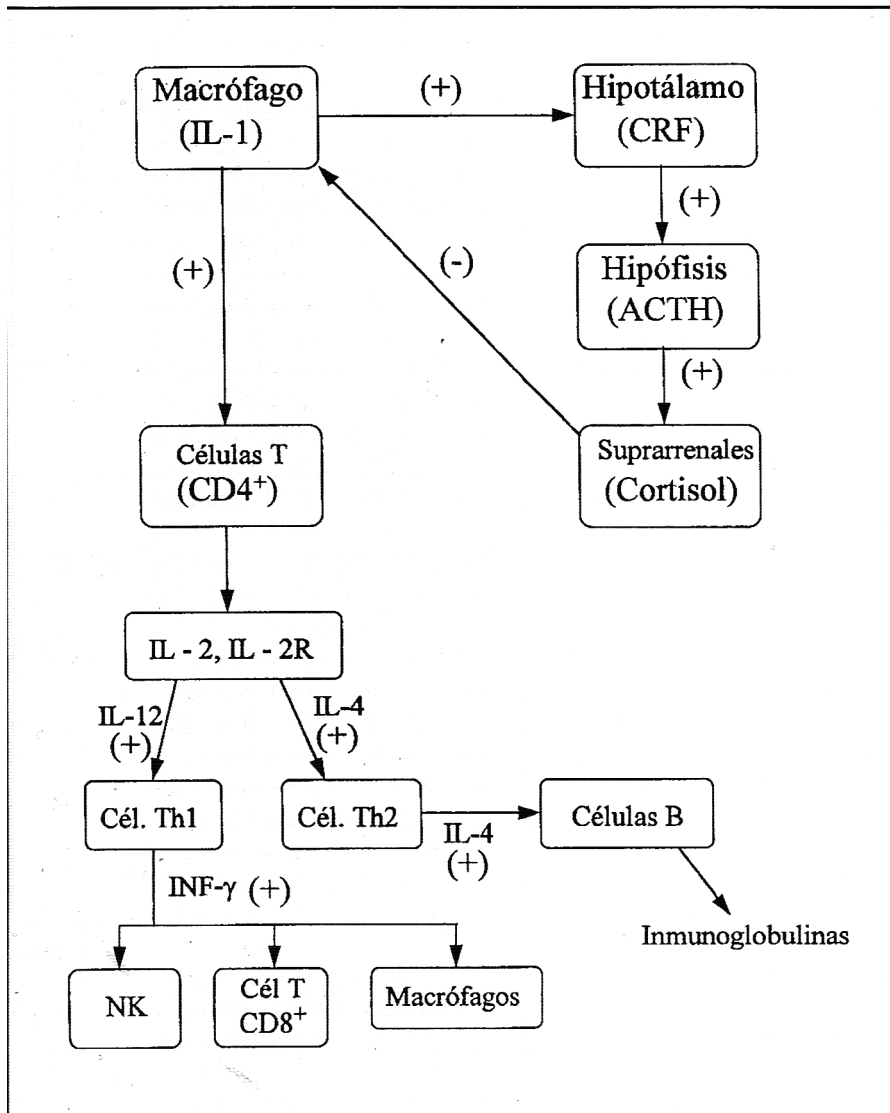 Macrófago
(IL-1)
(+)
Hipotálamo
(CRF)
(+)
(+)
(-)
Hipófisis
(ACTH)
(+)
Células T
(CD4+)
Suprarrenales
(Cortisol)
IL - 2, IL - 2R
IL-12
(+)
IL-4
(+)
Cél. Th1
Cél. Th2
IL-4
(+)
Células B
INF-γ (+)
Inmunoglobulinas
NK
Cél T
CD8+
Macrófagos